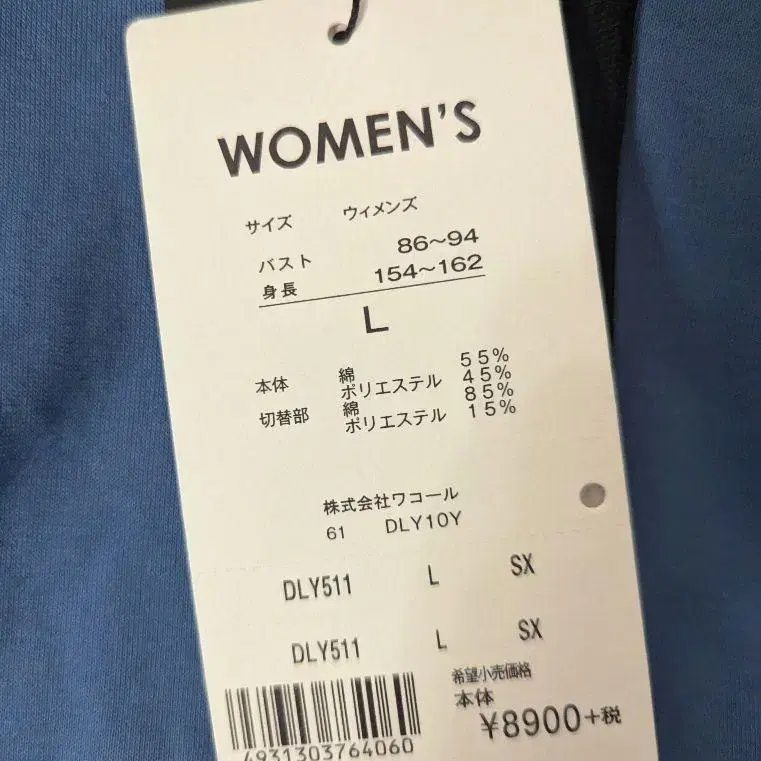 WOMEN'S
サイズ ウィメンズ
バスト 86～94
身長 154～162
L
本体 綿 55%
ポリエステル 45%
切替部 綿 85%
ポリエステル 15%
株式会社ワコール
61 DLY10Y
DLY511 L SX
DLY511 L SX
希望小売価格
本体
¥8900+税
4931303764060